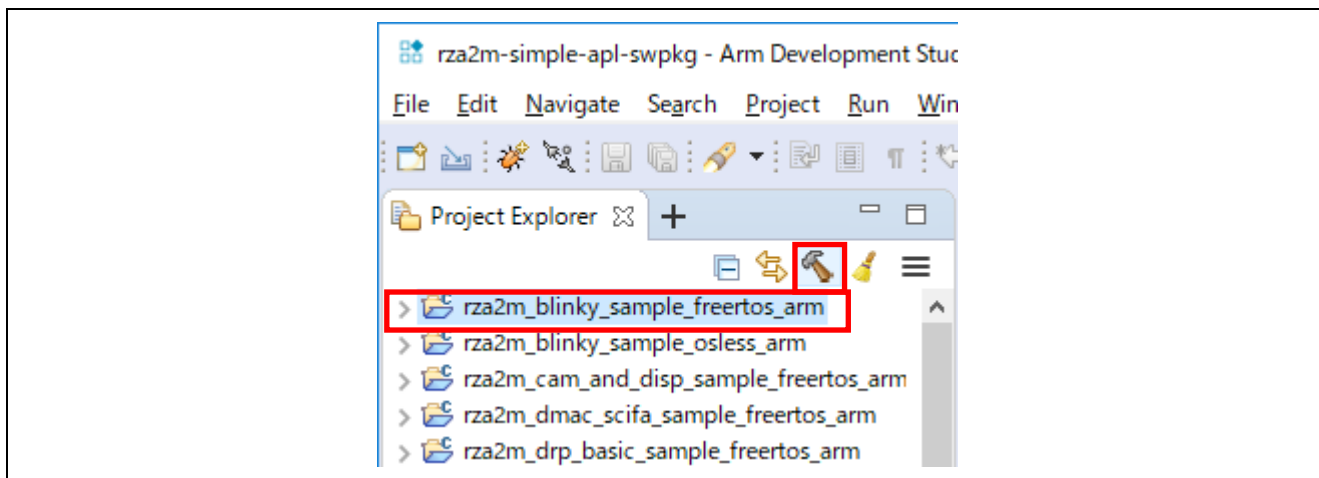 rza2m-simple-apl-swpkg - Arm Development Stud
File Edit Navigate Search Project Run Win
Project Explorer
rza2m_blinky_sample_freertos_arm
rza2m_blinky_sample_osless_arm
rza2m_cam_and_disp_sample_freertos_arm
rza2m_dmac_scifa_sample_freertos_arm
rza2m_drp_basic_sample_freertos_arm